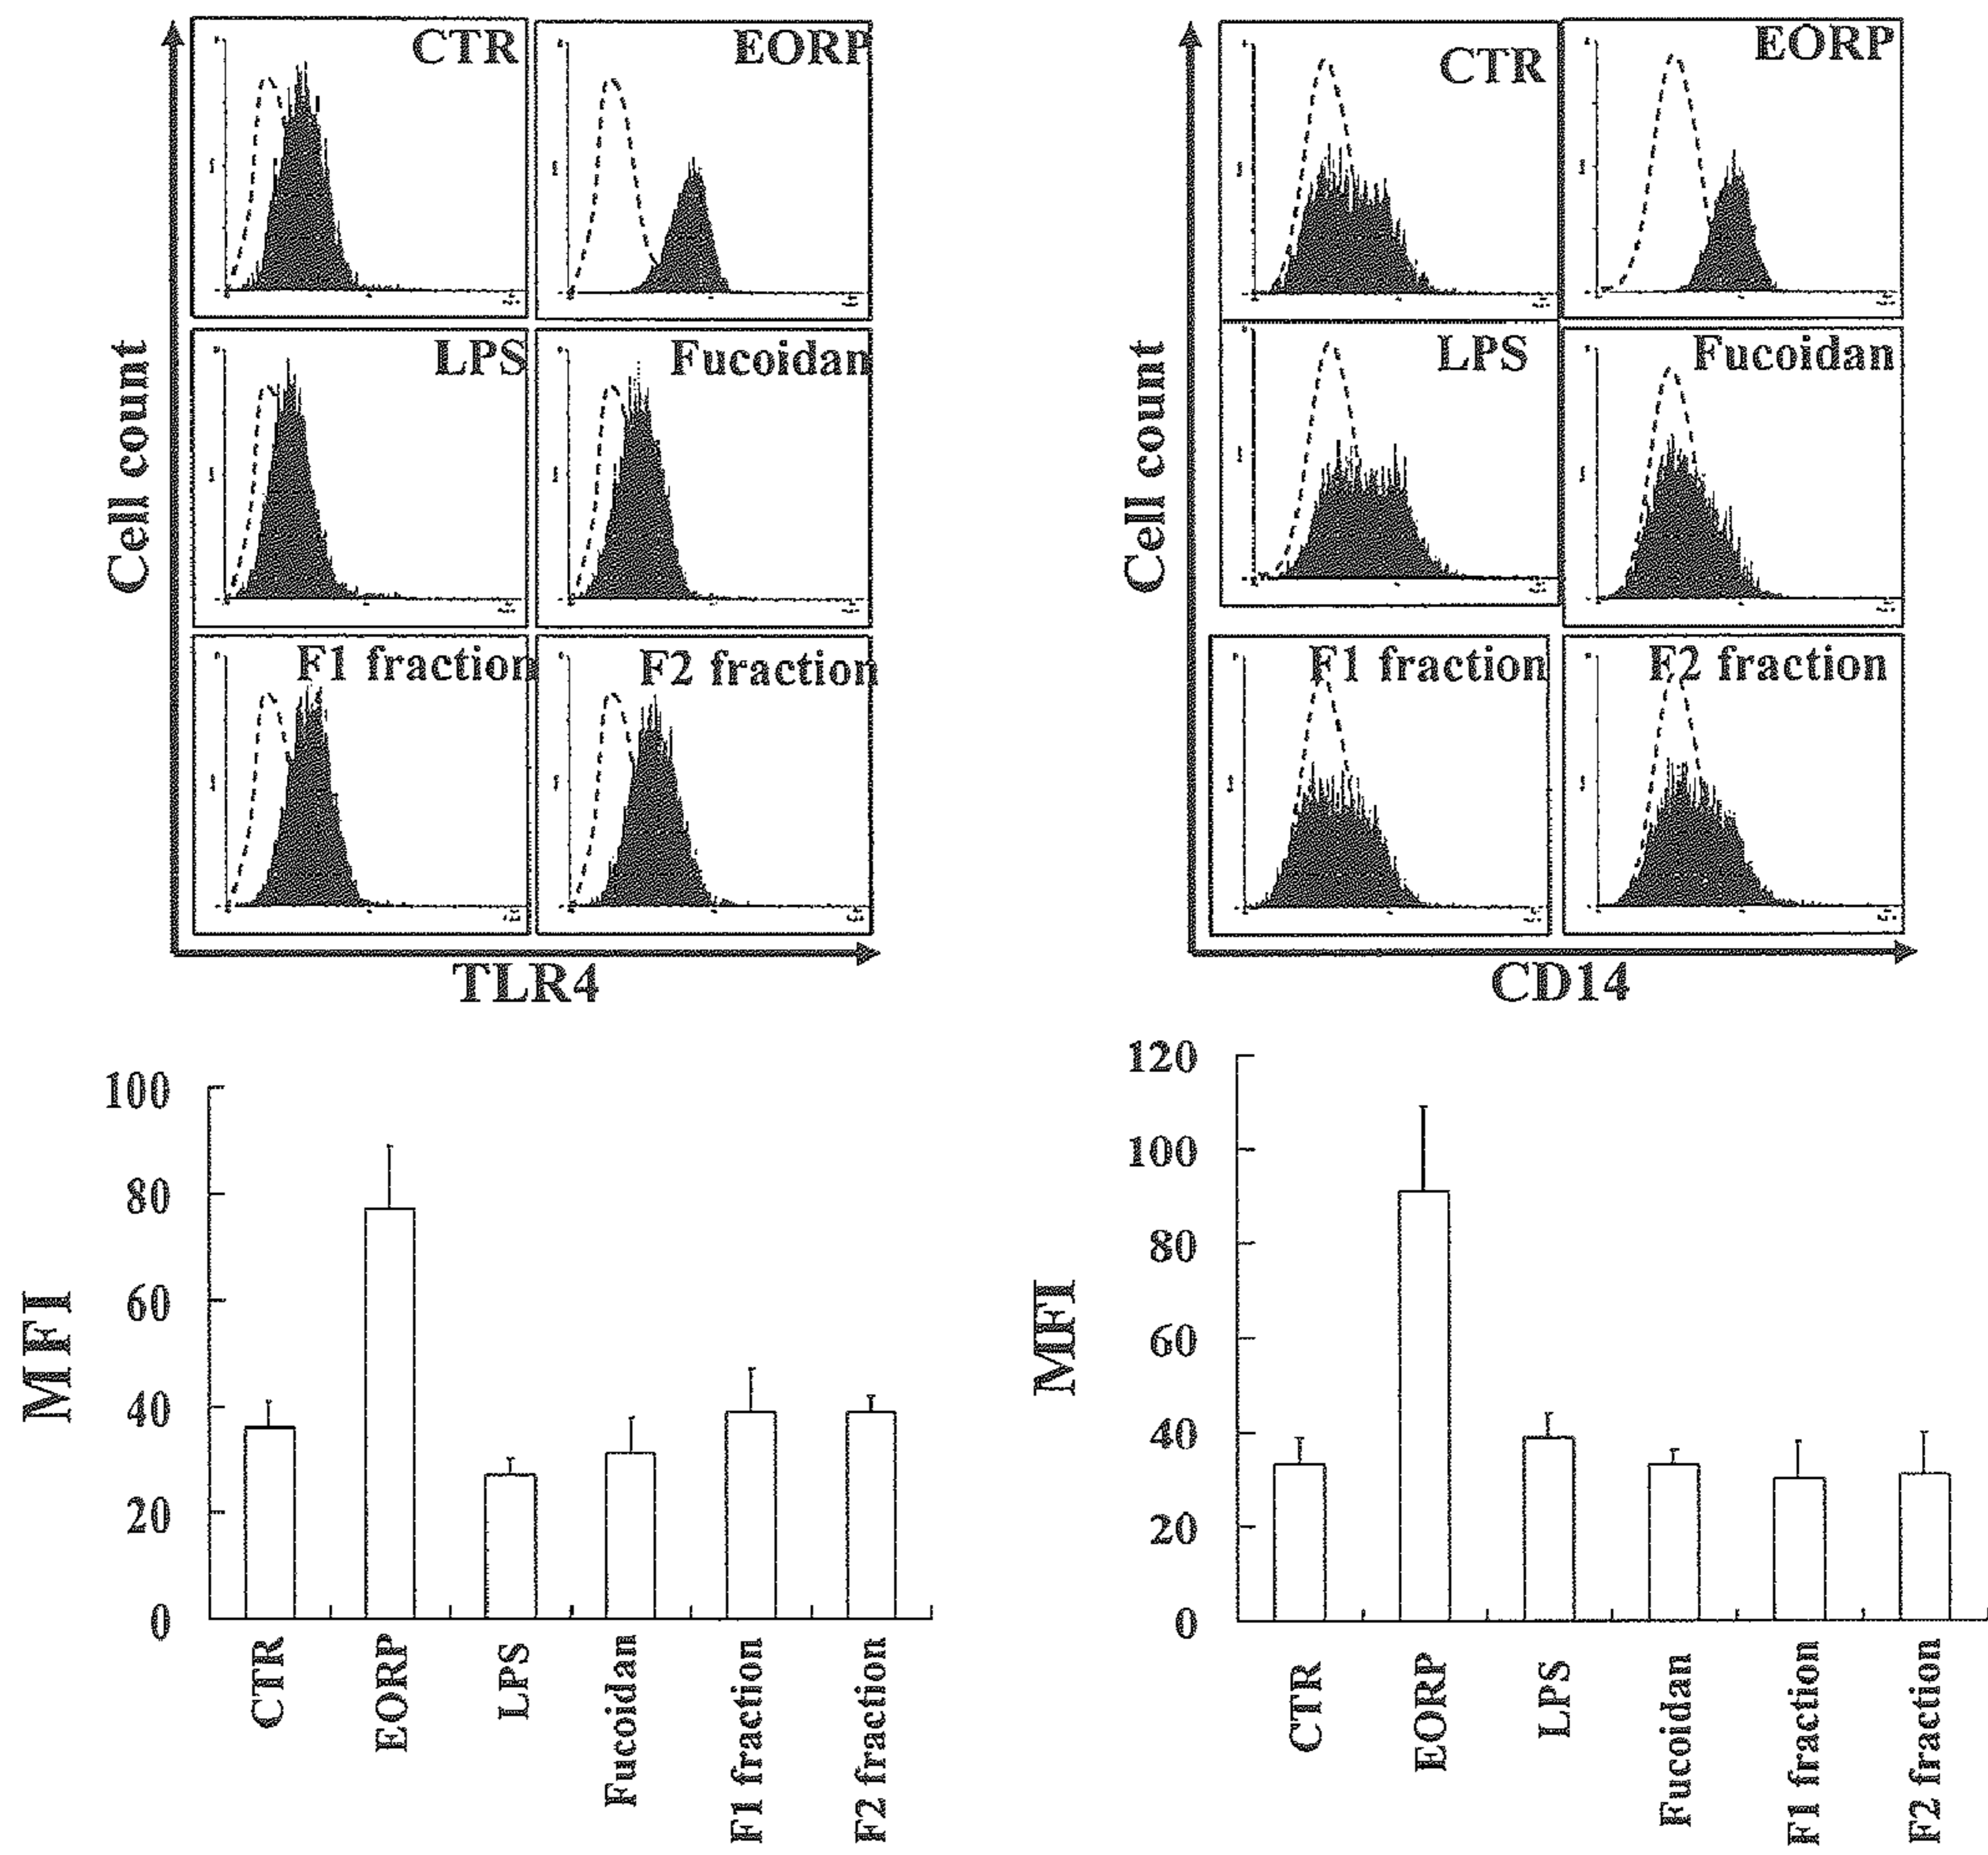 CTR
EORP
LPS
Fucoidan
F1 fraction
F2 fraction
Cell count
TLR4
CTR
EORP
LPS
Fucoidan
F1 fraction
F2 fraction
Cell count
CD14
MFI
100
80
60
40
20
0
CTR
EORP
LPS
Fucoidan
F1 fraction
F2 fraction
MFI
120
100
80
60
40
20
0
CTR
EORP
LPS
Fucoidan
F1 fraction
F2 fraction